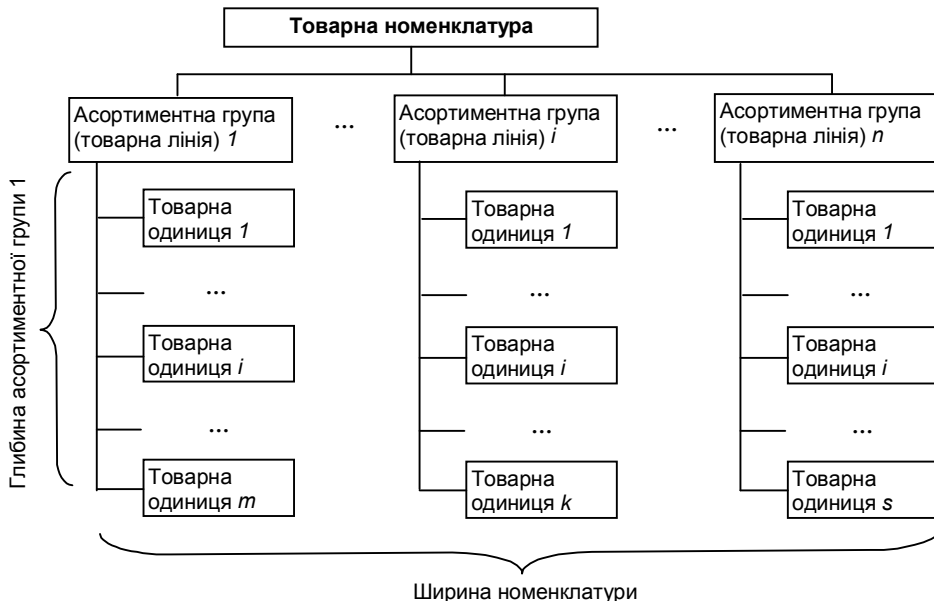 Товарна номенклатура
Асортиментна група
(товарна лінія) 1
...
Асортиментна група
(товарна лінія) i
...
Асортиментна група
(товарна лінія) n
Глибина асортиментної групи 1
Товарна
одиниця 1
Товарна
одиниця 1
Товарна
одиниця 1
...
...
...
Товарна
одиниця i
Товарна
одиниця i
Товарна
одиниця i
...
...
...
Товарна
одиниця m
Товарна
одиниця k
Товарна
одиниця s
Ширина номенклатури